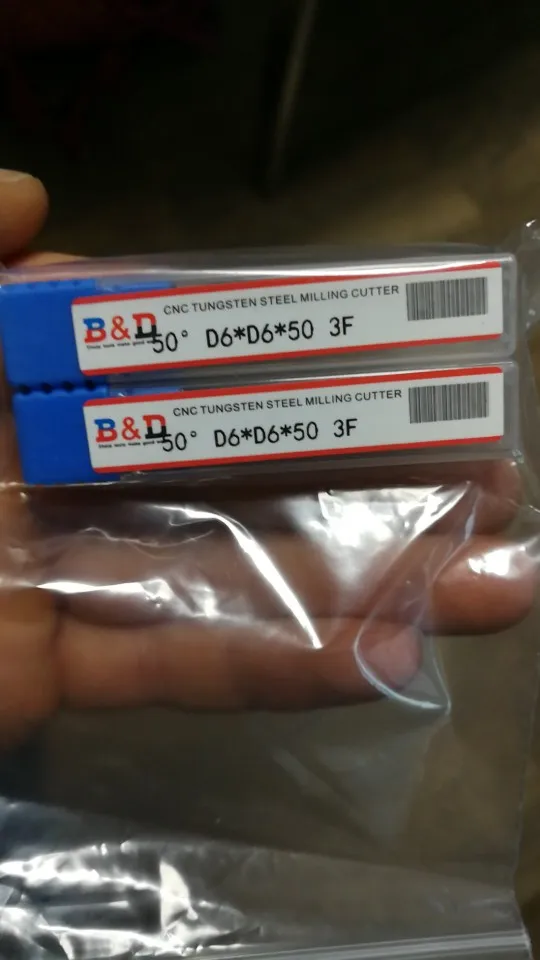 CNC TUNGSTEN STEEL MILLING CUTTER
B&D
50° D6*D6*50 3F
CNC TUNGSTEN STEEL MILLING CUTTER
B&D
50° D6*D6*50 3F